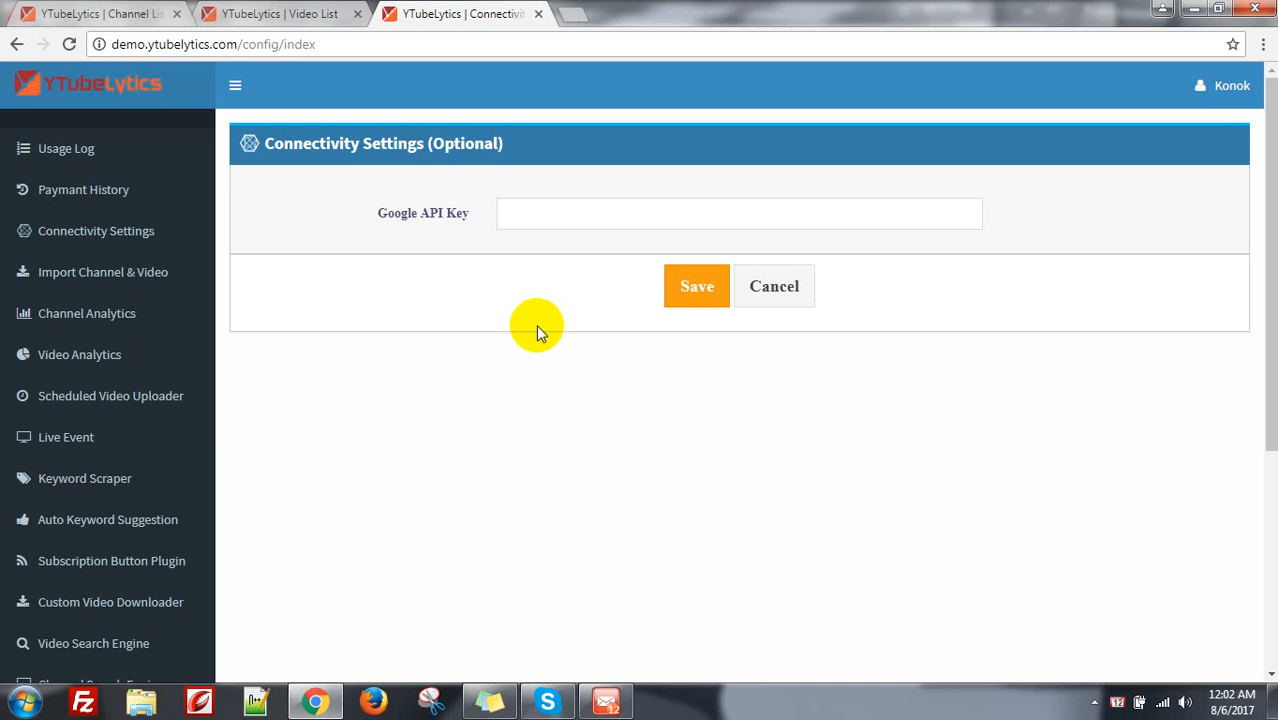 YTubeLytics | Channel Lis
YTubeLytics | Video List
YTubeLytics | Connectivit
demo.ytubelytics.com/config/index
YTubeLytics
Konok
Usage Log
Paymant History
Connectivity Settings
Import Channel & Video
Channel Analytics
Video Analytics
Scheduled Video Uploader
Live Event
Keyword Scraper
Auto Keyword Suggestion
Subscription Button Plugin
Custom Video Downloader
Video Search Engine
Connectivity Settings (Optional)
Google API Key
Save
Cancel
12
12
12:02 AM
8/6/2017